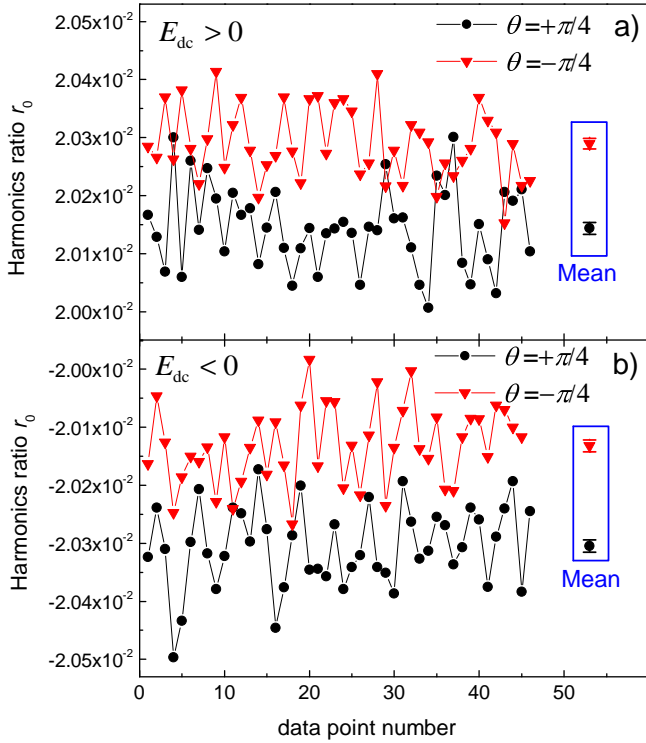 2.05x10⁻²
2.04x10⁻²
2.03x10⁻²
2.02x10⁻²
2.01x10⁻²
2.00x10⁻²
Harmonics ratio r₀
E_dc > 0
θ=+π/4
θ=−π/4
a)
Mean
-2.00x10⁻²
-2.01x10⁻²
-2.02x10⁻²
-2.03x10⁻²
-2.04x10⁻²
-2.05x10⁻²
Harmonics ratio r₀
E_dc < 0
θ=+π/4
θ=−π/4
b)
Mean
0 10 20 30 40 50 60
data point number